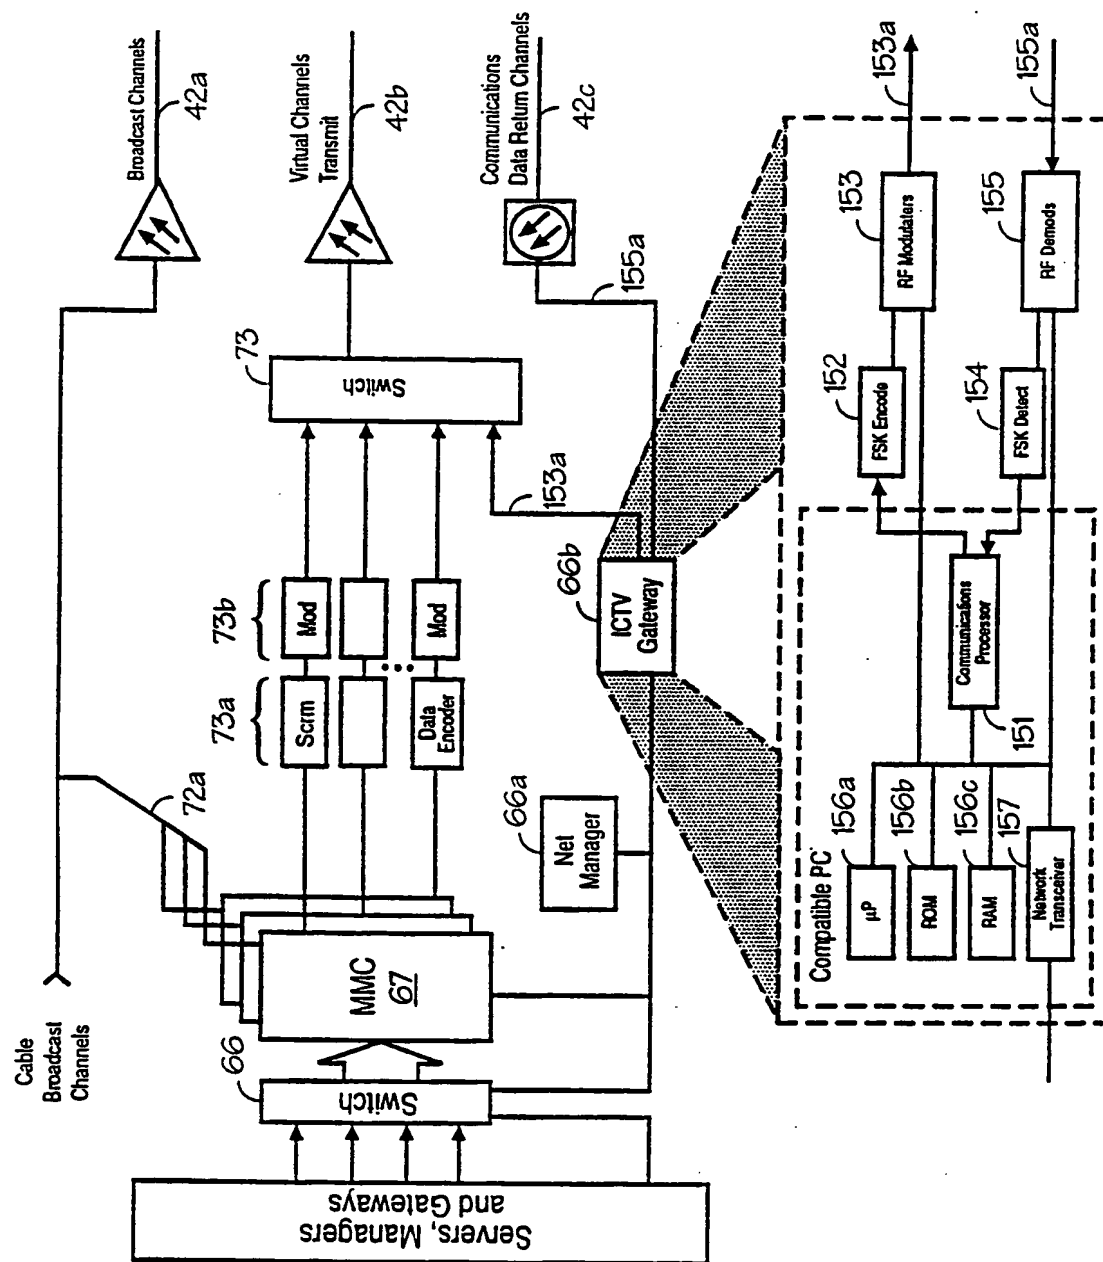 Cable
Broadcast
Channels
Broadcast Channels
42a
72a
Servers, Managers
and Gateways
66
Switch
MMC
67
73a
73b
Scrm
Mod
Data
Encoder
Mod
73
Switch
Virtual Channels
Transmit
42b
Communications
Data Return Channels
42c
153a
155a
66a
Net
Manager
66b
ICTV
Gateway
Compatible PC
156a
µP
156b
ROM
156c
RAM
157
Network
Transceiver
151
Communications
Processor
152
FSK Encode
154
FSK Detect
153
RF Modulaters
155
RF Demods
153a
155a